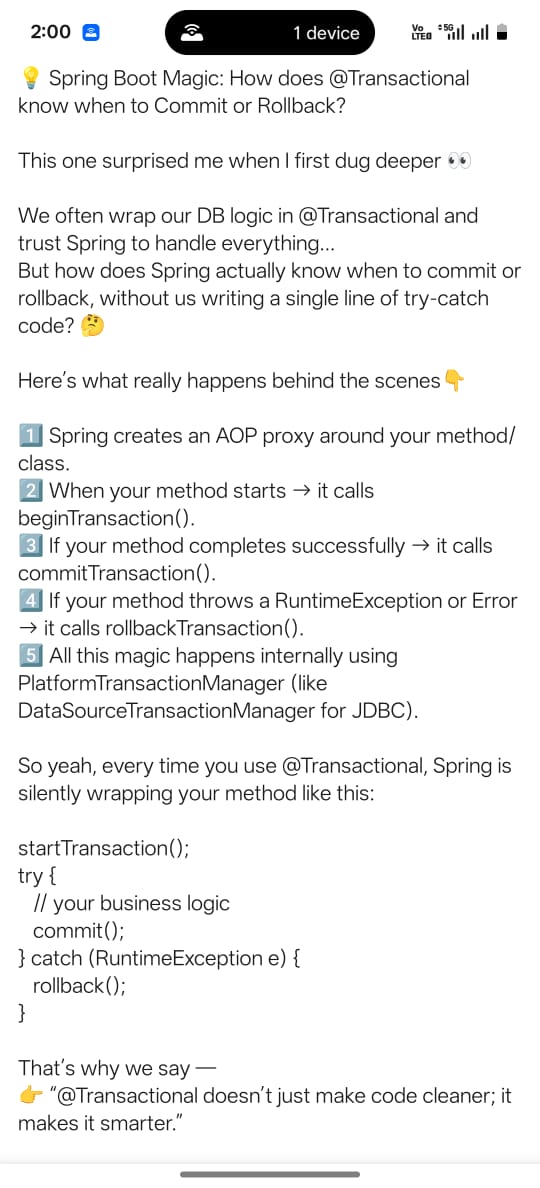 2:00
1 device
Vo
LTE
5G
💡 Spring Boot Magic: How does @Transactional
know when to Commit or Rollback?
This one surprised me when I first dug deeper 👀
We often wrap our DB logic in @Transactional and
trust Spring to handle everything...
But how does Spring actually know when to commit or
rollback, without us writing a single line of try-catch
code? 🤔
Here's what really happens behind the scenes👇
1️⃣ Spring creates an AOP proxy around your method/
class.
2️⃣ When your method starts → it calls
beginTransaction().
3️⃣ If your method completes successfully → it calls
commitTransaction().
4️⃣ If your method throws a RuntimeException or Error
→ it calls rollbackTransaction().
5️⃣ All this magic happens internally using
PlatformTransactionManager (like
DataSourceTransactionManager for JDBC).
So yeah, every time you use @Transactional, Spring is
silently wrapping your method like this:
startTransaction();
try {
// your business logic
commit();
} catch (RuntimeException e) {
rollback();
}
That's why we say —
👉 "@Transactional doesn't just make code cleaner; it
makes it smarter."